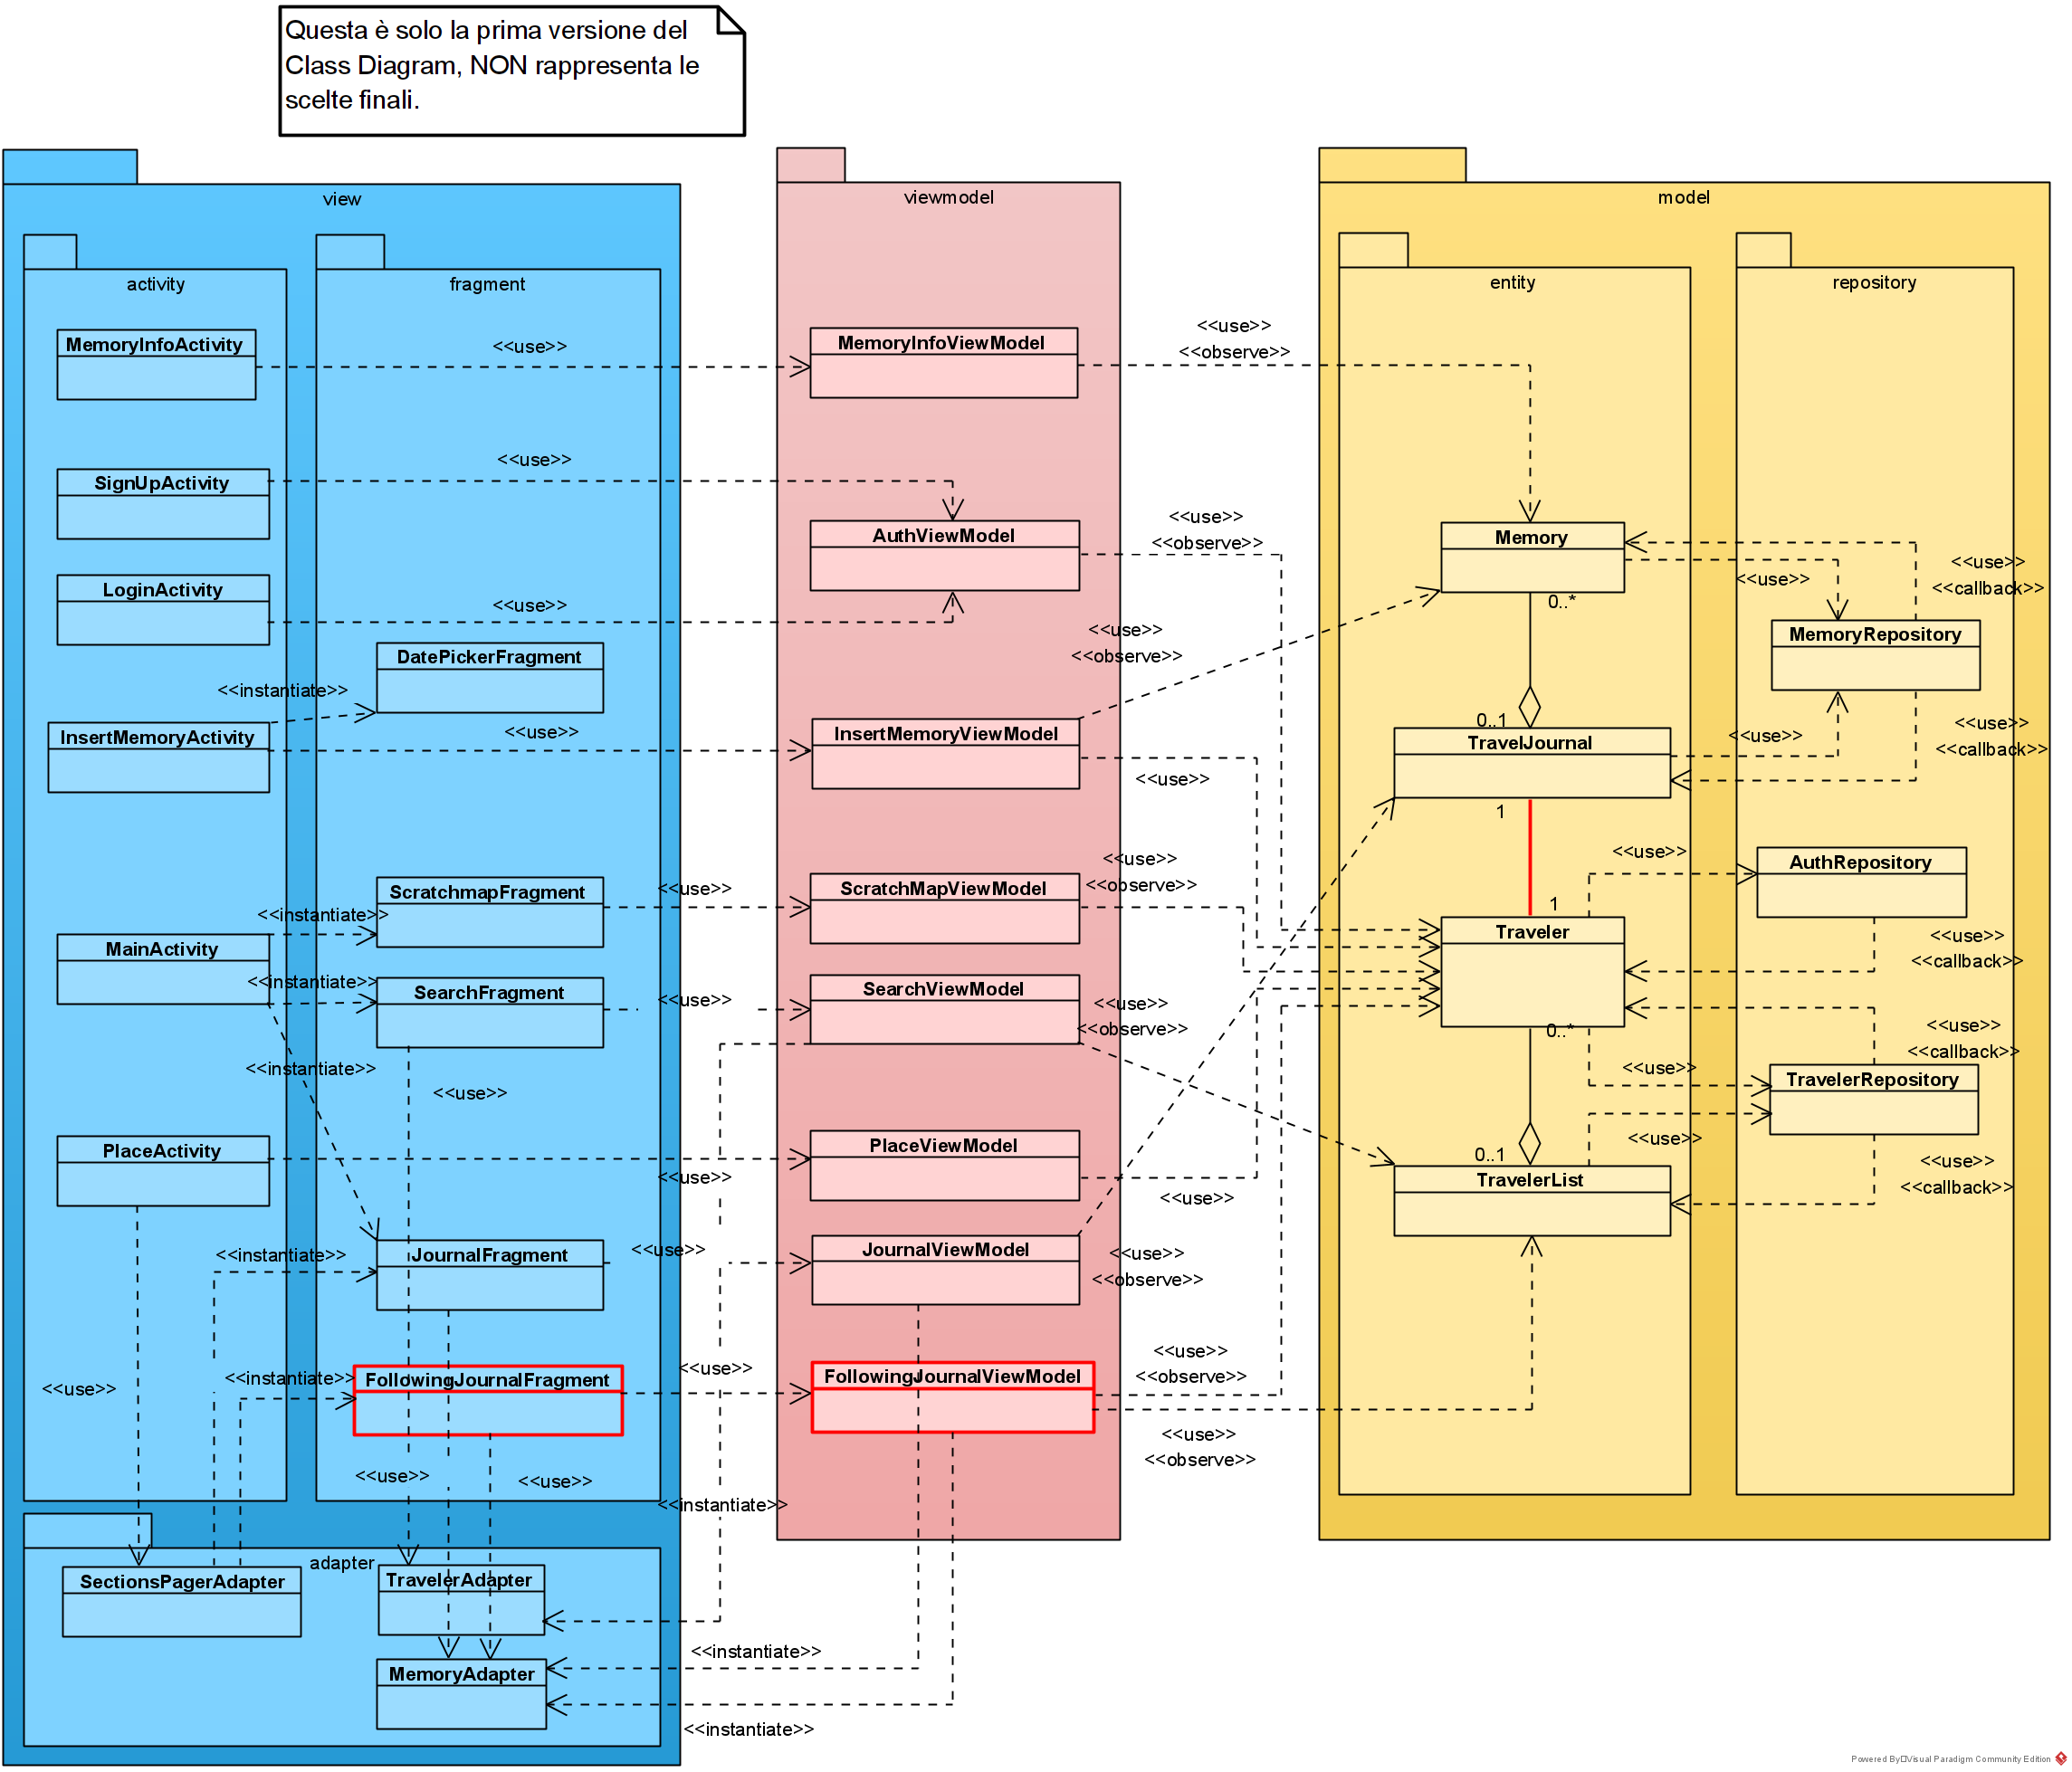 Questa è solo la prima versione del
Class Diagram, NON rappresenta le
scelte finali.
view
viewmodel
model
activity
fragment
entity
repository
MemoryInfoActivity
<<use>>
MemoryInfoViewModel
<<use>>
<<observe>>
SignUpActivity
<<use>>
AuthViewModel
<<use>>
<<observe>>
Memory
0..*
<<use>>
<<use>>
<<callback>>
LoginActivity
<<use>>
DatePickerFragment
<<use>>
<<observe>>
MemoryRepository
<<instantiate>>
InsertMemoryActivity
<<use>>
InsertMemoryViewModel
<<use>>
0..1
TravelJournal
<<use>>
<<use>>
<<callback>>
1
ScratchmapFragment
<<use>>
ScratchMapViewModel
<<use>>
<<observe>>
<<use>>
AuthRepository
<<instantiate>>
MainActivity
1
Traveler
<<use>>
<<callback>>
<<instantiate>>
SearchFragment
<<use>>
SearchViewModel
<<use>>
<<observe>>
0..*
<<use>>
<<callback>>
<<instantiate>>
<<use>>
<<use>>
TravelerRepository
PlaceActivity
<<use>>
PlaceViewModel
<<use>>
0..1
TravelerList
<<use>>
<<use>>
<<callback>>
<<instantiate>>
JournalFragment
<<use>>
JournalViewModel
<<use>>
<<observe>>
<<use>>
<<instantiate>>
FollowingJournalFragment
<<use>>
FollowingJournalViewModel
<<use>>
<<observe>>
<<use>>
<<observe>>
<<use>>
<<use>>
<<instantiate>>
adapter
SectionsPagerAdapter
TravelerAdapter
<<instantiate>>
MemoryAdapter
<<instantiate>>
Powered By Visual Paradigm Community Edition